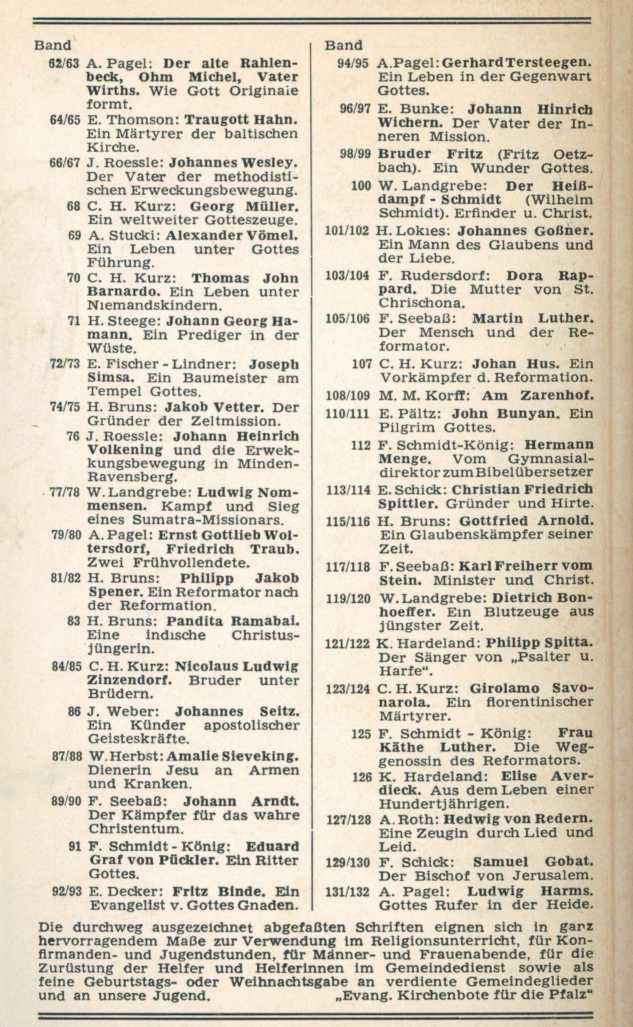 Band
62/63 A. Pagel: Der alte Rahlen-
beck, Ohm Michel, Vater
Wirths. Wie Gott Originale
formt.
64/65 E. Thomson: Traugott Hahn.
Ein Märtyrer der baltischen
Kirche.
66/67 J. Roessle: Johannes Wesley.
Der Vater der methodisti-
schen Erweckungsbewegung.
68 C. H. Kurz: Georg Müller.
Ein weltweiter Gotteszeuge.
69 A. Stucki: Alexander Vömel.
Ein Leben unter Gottes
Führung.
70 C. H. Kurz: Thomas John
Barnardo. Ein Leben unter
Niemandskindern.
71 H. Steege: Johann Georg Ha-
mann. Ein Prediger in der
Wüste.
72/73 E. Fischer-Lindner: Joseph
Simsa. Ein Baumeister am
Tempel Gottes.
74/75 H. Bruns: Jakob Vetter. Der
Gründer der Zeltmission.
76 J. Roessle: Johann Heinrich
Volkening und die Erwek-
kungsbewegung in Minden-
Ravensberg.
77/78 W. Landgrebe: Ludwig Nom-
mensen. Kampf und Sieg
eines Sumatra-Missionars.
79/80 A. Pagel: Ernst Gottlieb Wol-
tersdorf, Friedrich Traub.
Zwei Frühvollendete.
81/82 H. Bruns: Philipp Jakob
Spener. Ein Reformator nach
der Reformation.
83 H. Bruns: Pandita Ramabai.
Eine indische Christus-
jüngerin.
84/85 C. H. Kurz: Nicolaus Ludwig
Zinzendorf. Bruder unter
Brüdern.
86 J. Weber: Johannes Seitz.
Ein Künder apostolischer
Geisteskräfte.
87/88 W. Herbst: Amalie Sieveking.
Dienerin Jesu an Armen
und Kranken.
89/90 F. Seebaß: Johann Arndt.
Der Kämpfer für das wahre
Christentum.
91 F. Schmidt-König: Eduard
Graf von Pückler. Ein Ritter
Gottes.
92/93 E. Decker: Fritz Binde. Ein
Evangelist v. Gottes Gnaden.
Band
94/95 A. Pagel: Gerhard Tersteegen.
Ein Leben in der Gegenwart
Gottes.
96/97 E. Bunke: Johann Hinrich
Wichern. Der Vater der In-
neren Mission.
98/99 Bruder Fritz (Fritz Oetz-
bach). Ein Wunder Gottes.
100 W. Landgrebe: Der Heiß-
dampf-Schmidt (Wilhelm
Schmidt). Erfinder u. Christ.
101/102 H. Lokies: Johannes Goßner.
Ein Mann des Glaubens und
der Liebe.
103/104 F. Rudersdorf: Dora Rap-
pard. Die Mutter von St.
Chrischona.
105/106 F. Seebaß: Martin Luther.
Der Mensch und der Re-
formator.
107 C. H. Kurz: Johan Hus. Ein
Vorkämpfer d. Reformation.
108/109 M. M. Korff: Am Zarenhof.
110/111 E. Pältz: John Bunyan. Ein
Pilgrim Gottes.
112 F. Schmidt-König: Hermann
Menge. Vom Gymnasial-
direktor zum Bibelübersetzer
113/114 E. Schick: Christian Friedrich
Spittler. Gründer und Hirte.
115/116 H. Bruns: Gottfried Arnold.
Ein Glaubenskämpfer seiner
Zeit.
117/118 F. Seebaß: Karl Freiherr vom
Stein. Minister und Christ.
119/120 W. Landgrebe: Dietrich Bon-
hoeffer. Ein Blutzeuge aus
jüngster Zeit.
121/122 K. Hardeland: Philipp Spitta.
Der Sänger von „Psalter u.
Harfe".
123/124 C. H. Kurz: Girolamo Savo-
narola. Ein florentinischer
Märtyrer.
125 F. Schmidt - König: Frau
Käthe Luther. Die Weg-
genossin des Reformators.
126 K. Hardeland: Elise Aver-
dieck. Aus dem Leben einer
Hundertjährigen.
127/128 A. Roth: Hedwig von Redern.
Eine Zeugin durch Lied und
Leid.
129/130 F. Schick: Samuel Gobat.
Der Bischof von Jerusalem.
131/132 A. Pagel: Ludwig Harms.
Gottes Rufer in der Heide.
Die durchweg ausgezeichnet abgefaßten Schriften eignen sich in ganz
hervorragendem Maße zur Verwendung im Religionsunterricht, für Kon-
firmanden- und Jugendstunden, für Männer- und Frauenabende, für die
Zurüstung der Helfer und Helferinnen im Gemeindedienst sowie als
feine Geburtstags- oder Weihnachtsgabe an verdiente Gemeindeglieder
und an unsere Jugend. „Evang. Kirchenbote für die Pfalz"